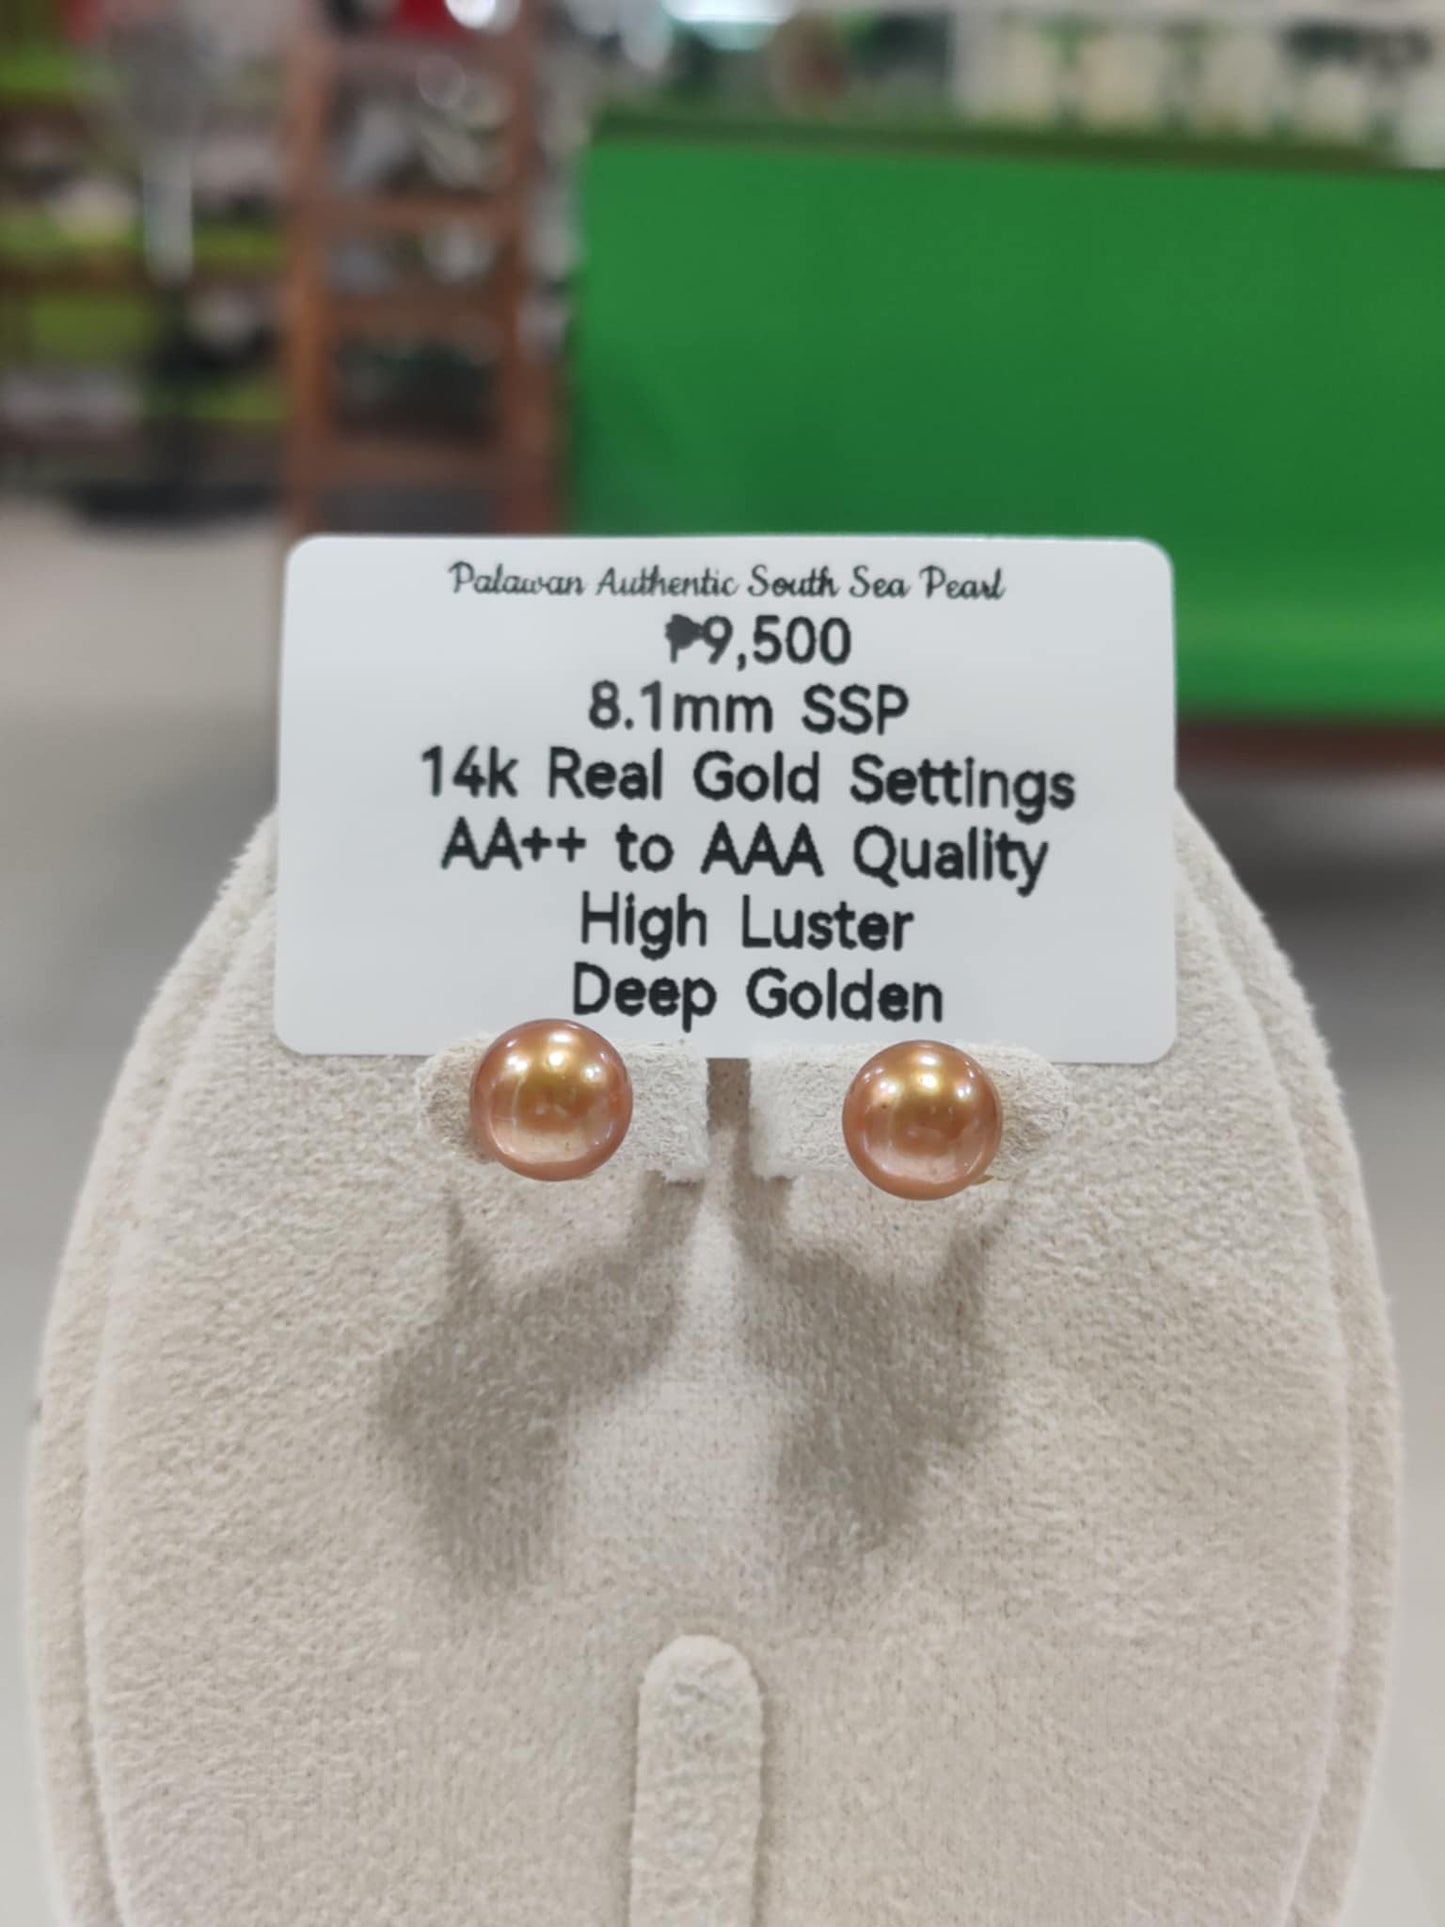 Palawan Authentic South Sea Pearl
₱9,500
8.1mm SSP
14k Real Gold Settings
AA++ to AAA Quality
High Luster
Deep Golden